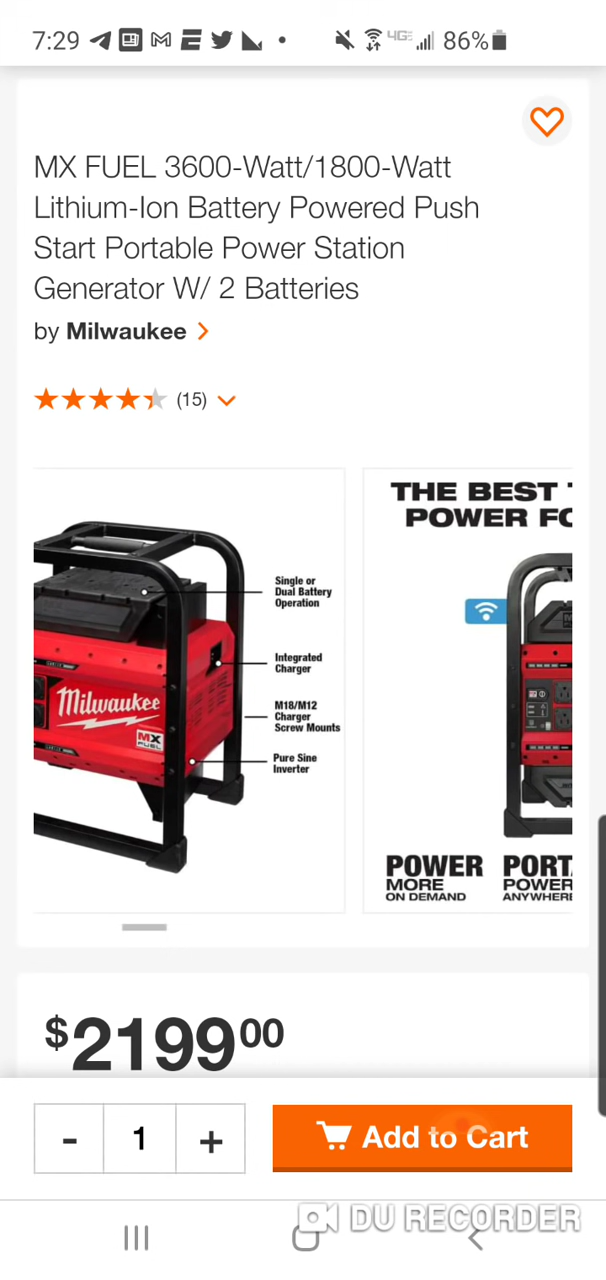 7:29 4GE 86%
MX FUEL 3600-Watt/1800-Watt
Lithium-Ion Battery Powered Push
Start Portable Power Station
Generator W/ 2 Batteries
by Milwaukee
(15)
Single or
Dual Battery
Operation
Integrated
Charger
M18/M12
Charger
Screw Mounts
Pure Sine
Inverter
Milwaukee
MX
FUEL
THE BEST
POWER FO
POWER
MORE
ON DEMAND
PORTA
POWER
ANYWHERE
$2199 00
- 1 +
Add to Cart
DU RECORDER